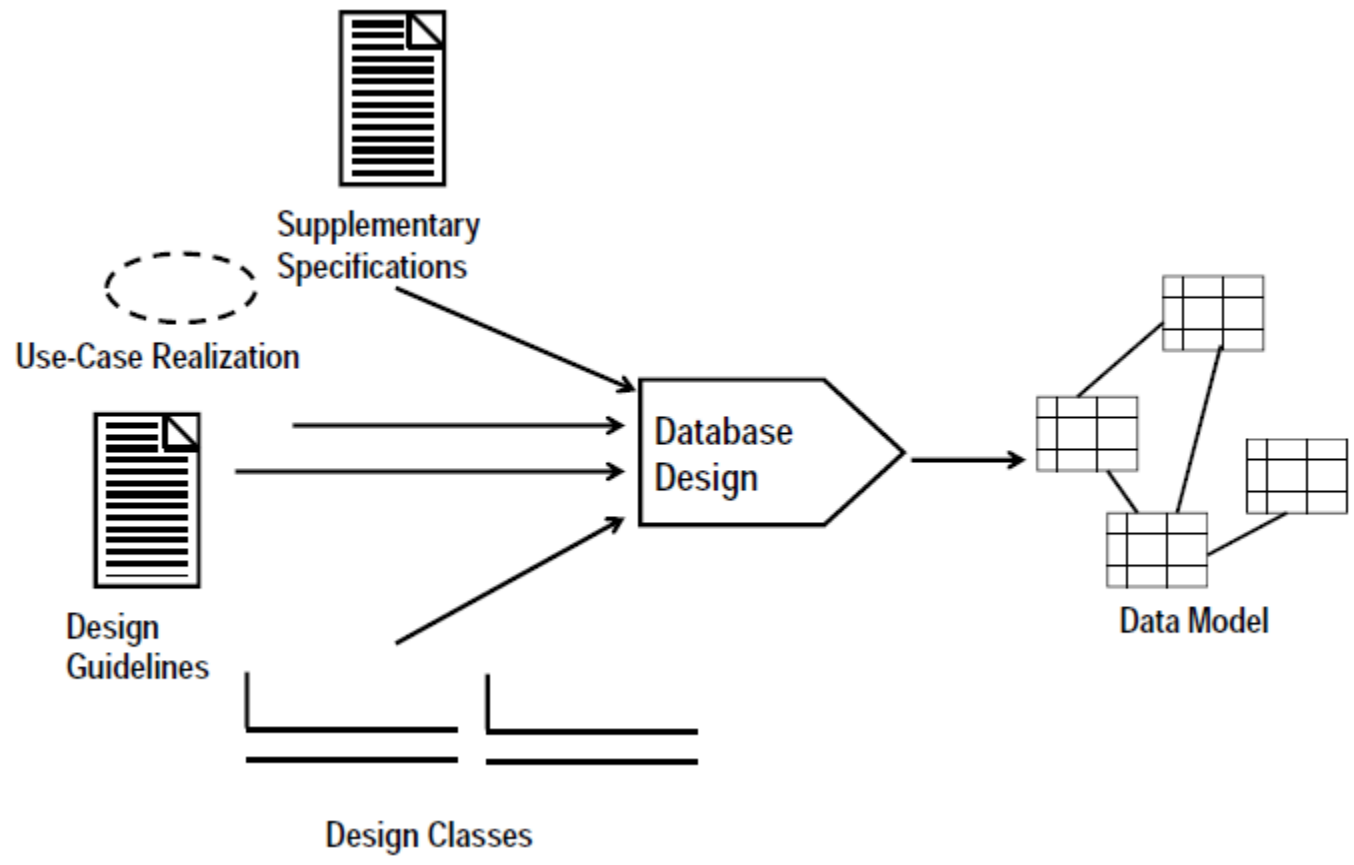 Supplementary
Specifications
Use-Case Realization
Database
Design
Design
Guidelines
Data Model
Design Classes